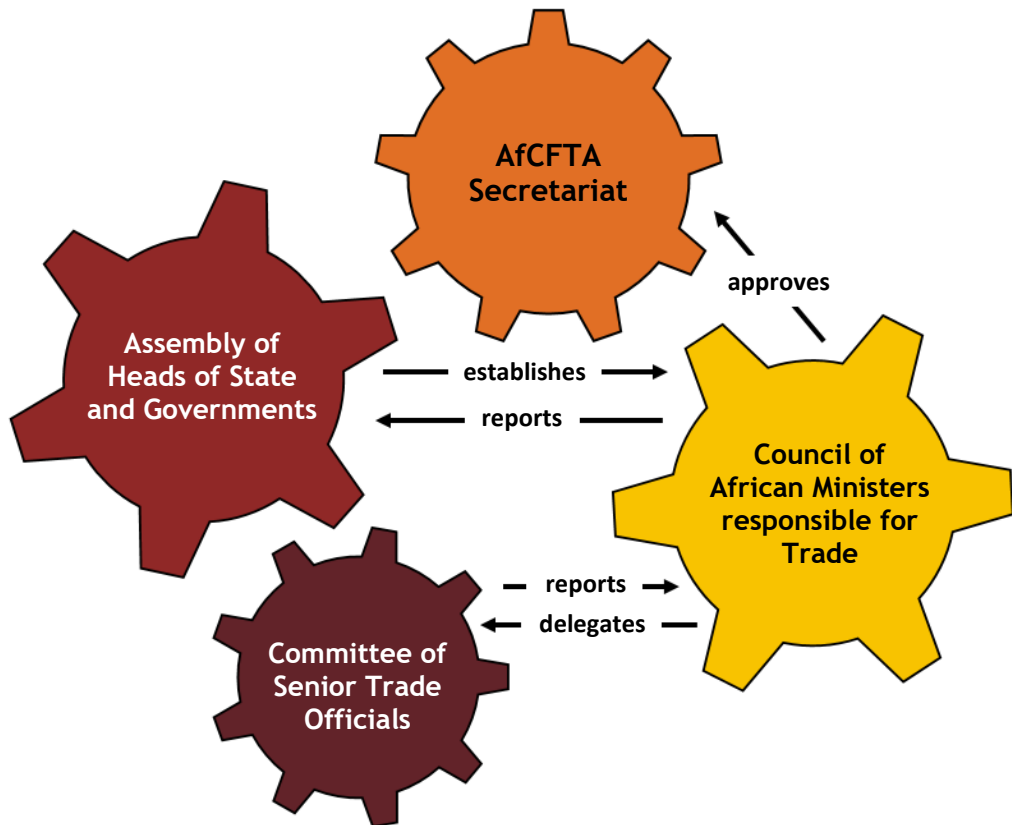 AfCFTA
Secretariat
approves
Assembly of
Heads of State
and Governments
establishes
reports
Council of
African Ministers
responsible for
Trade
reports
delegates
Committee of
Senior Trade
Officials